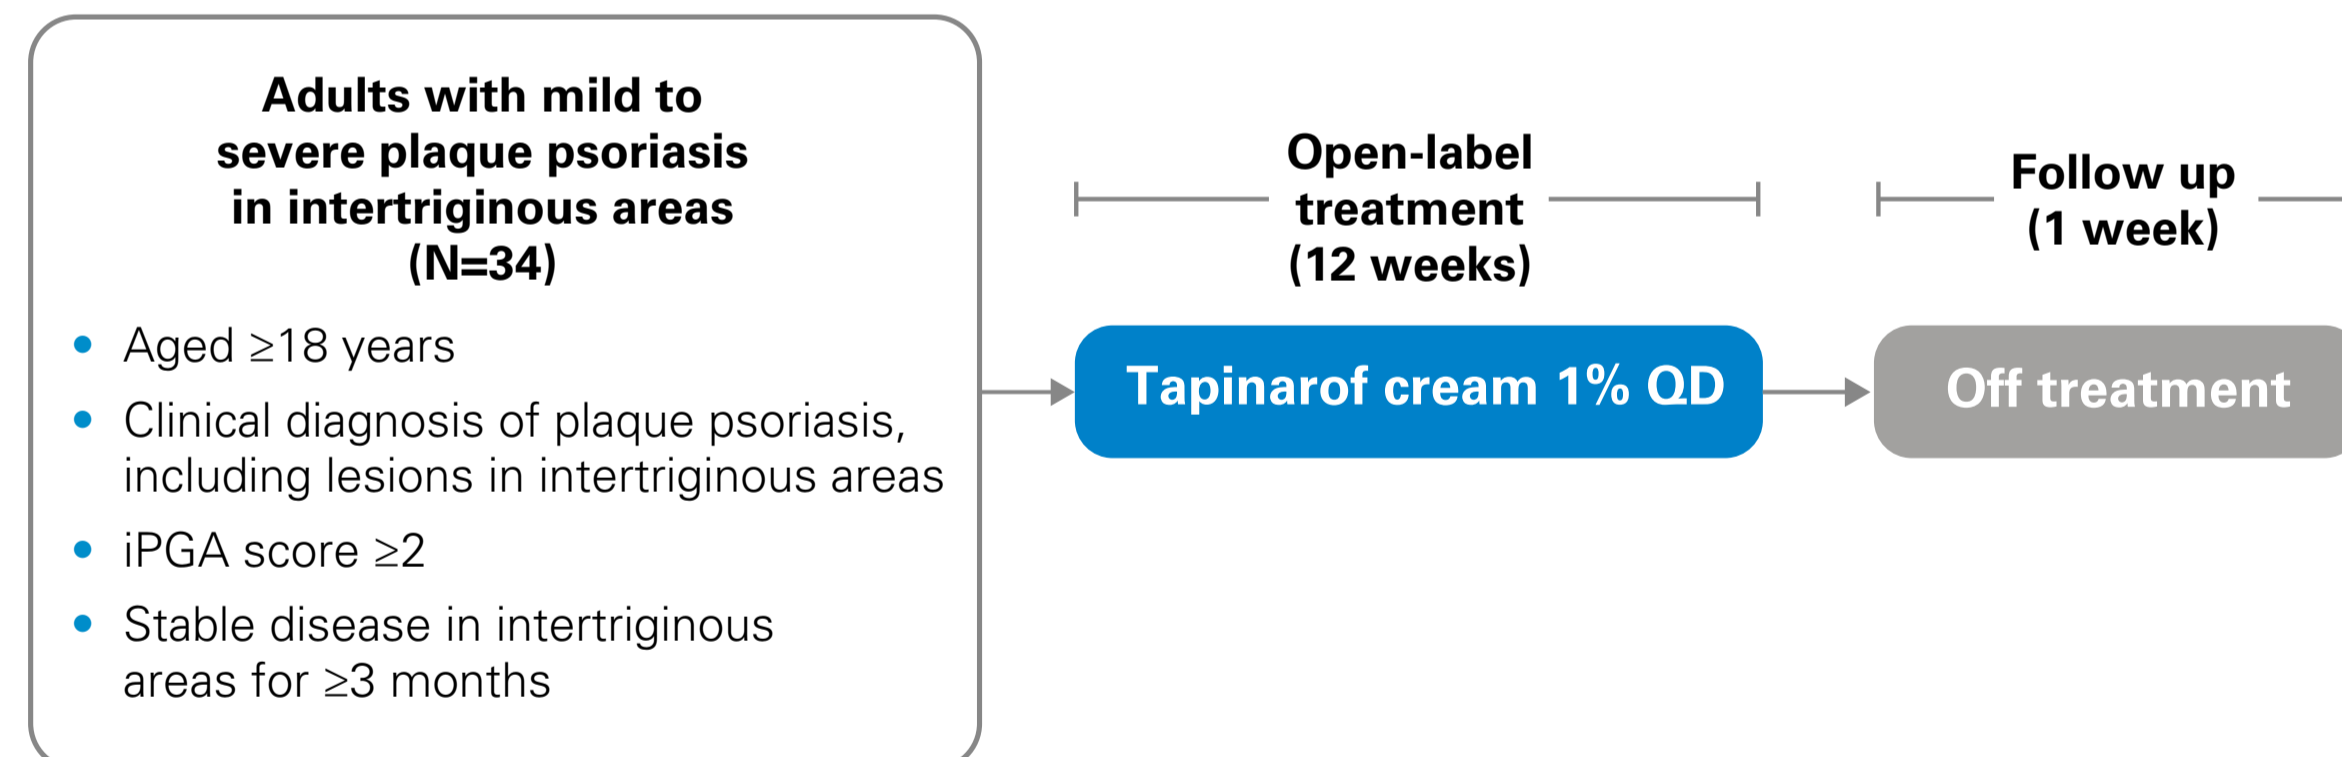 Adults with mild to
severe plaque psoriasis
in intertriginous areas
(N=34)
• Aged ≥18 years
• Clinical diagnosis of plaque psoriasis,
including lesions in intertriginous areas
• iPGA score ≥2
• Stable disease in intertriginous
areas for ≥3 months
Open-label
treatment
(12 weeks)
Tapinarof cream 1% QD
Follow up
(1 week)
Off treatment